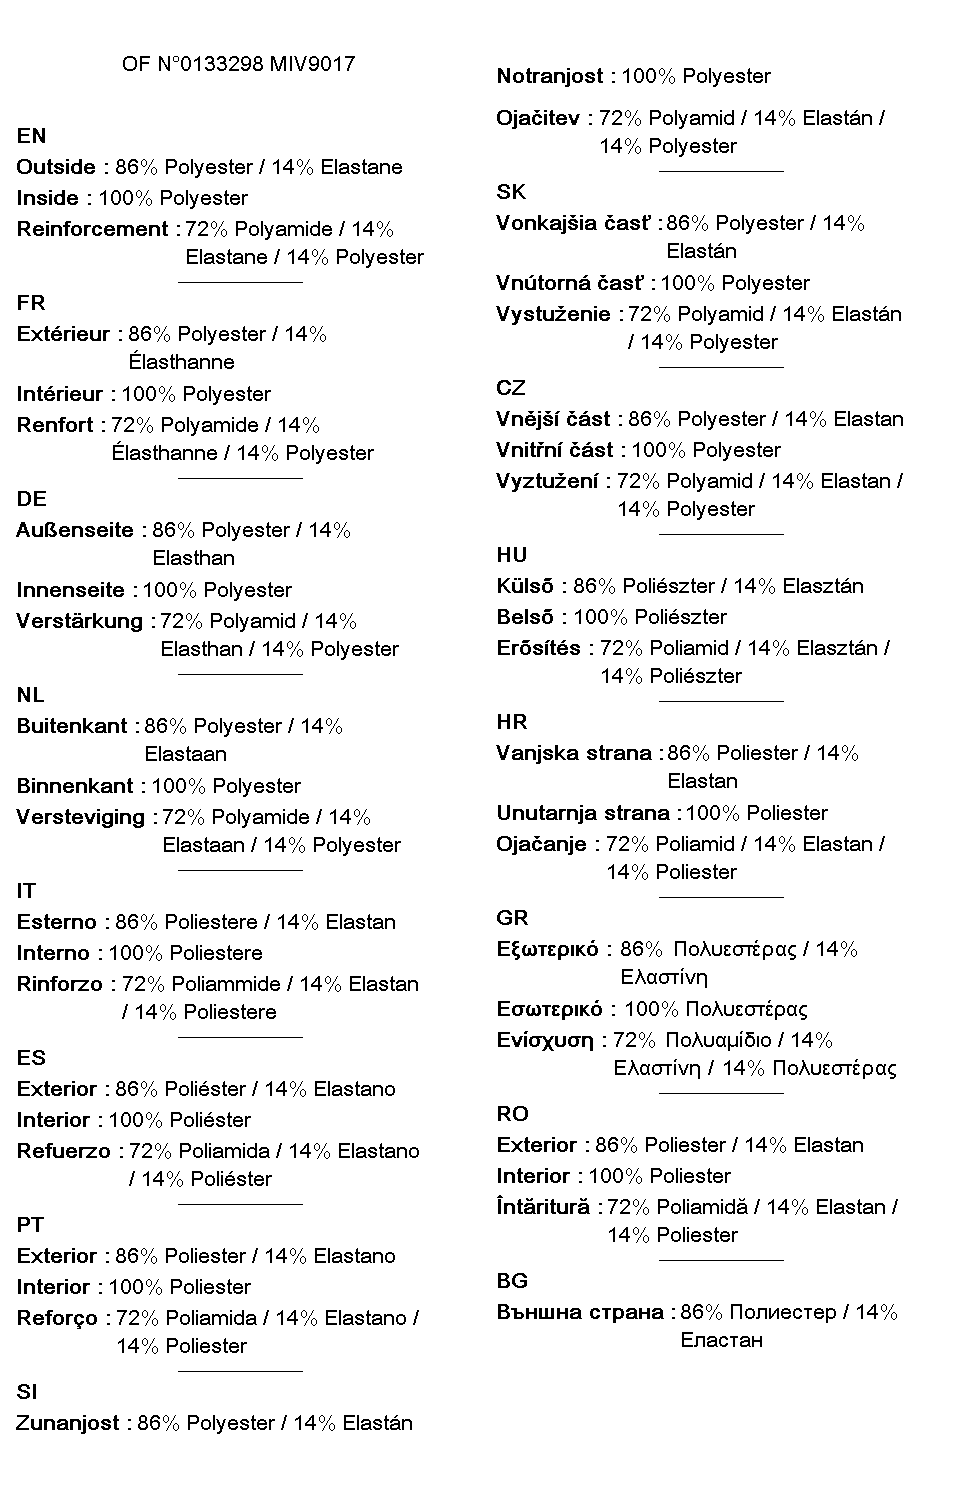 OF N°0133298 MIV9017
EN
Outside : 86% Polyester / 14% Elastane
Inside : 100% Polyester
Reinforcement : 72% Polyamide / 14%
Elastane / 14% Polyester
FR
Extérieur : 86% Polyester / 14%
Élasthanne
Intérieur : 100% Polyester
Renfort : 72% Polyamide / 14%
Élasthanne / 14% Polyester
DE
Außenseite : 86% Polyester / 14%
Elasthan
Innenseite : 100% Polyester
Verstärkung : 72% Polyamid / 14%
Elasthan / 14% Polyester
NL
Buitenkant : 86% Polyester / 14%
Elastaan
Binnenkant : 100% Polyester
Versteviging : 72% Polyamide / 14%
Elastaan / 14% Polyester
IT
Esterno : 86% Poliestere / 14% Elastan
Interno : 100% Poliestere
Rinforzo : 72% Poliammide / 14% Elastan
/ 14% Poliestere
ES
Exterior : 86% Poliéster / 14% Elastano
Interior : 100% Poliéster
Refuerzo : 72% Poliamida / 14% Elastano
/ 14% Poliéster
PT
Exterior : 86% Poliester / 14% Elastano
Interior : 100% Poliester
Reforço : 72% Poliamida / 14% Elastano /
14% Poliester
SI
Zunanjost : 86% Polyester / 14% Elastán
Notranjost : 100% Polyester
Ojačitev : 72% Polyamid / 14% Elastán /
14% Polyester
SK
Vonkajšia časť : 86% Polyester / 14%
Elastán
Vnútorná časť : 100% Polyester
Vystuženie : 72% Polyamid / 14% Elastán
/ 14% Polyester
CZ
Vnější část : 86% Polyester / 14% Elastan
Vnitřní část : 100% Polyester
Vyztužení : 72% Polyamid / 14% Elastan /
14% Polyester
HU
Külső : 86% Poliészter / 14% Elasztán
Belső : 100% Poliészter
Erősítés : 72% Poliamid / 14% Elasztán /
14% Poliészter
HR
Vanjska strana : 86% Poliester / 14%
Elastan
Unutarnja strana : 100% Poliester
Ojačanje : 72% Poliamid / 14% Elastan /
14% Poliester
GR
Εξωτερικό : 86% Πολυεστέρας / 14%
Ελαστίνη
Εσωτερικό : 100% Πολυεστέρας
Ενίσχυση : 72% Πολυαμίδιο / 14%
Ελαστίνη / 14% Πολυεστέρας
RO
Exterior : 86% Poliester / 14% Elastan
Interior : 100% Poliester
Întăritură : 72% Poliamidă / 14% Elastan /
14% Poliester
BG
Външна страна : 86% Полиестер / 14%
Еластан